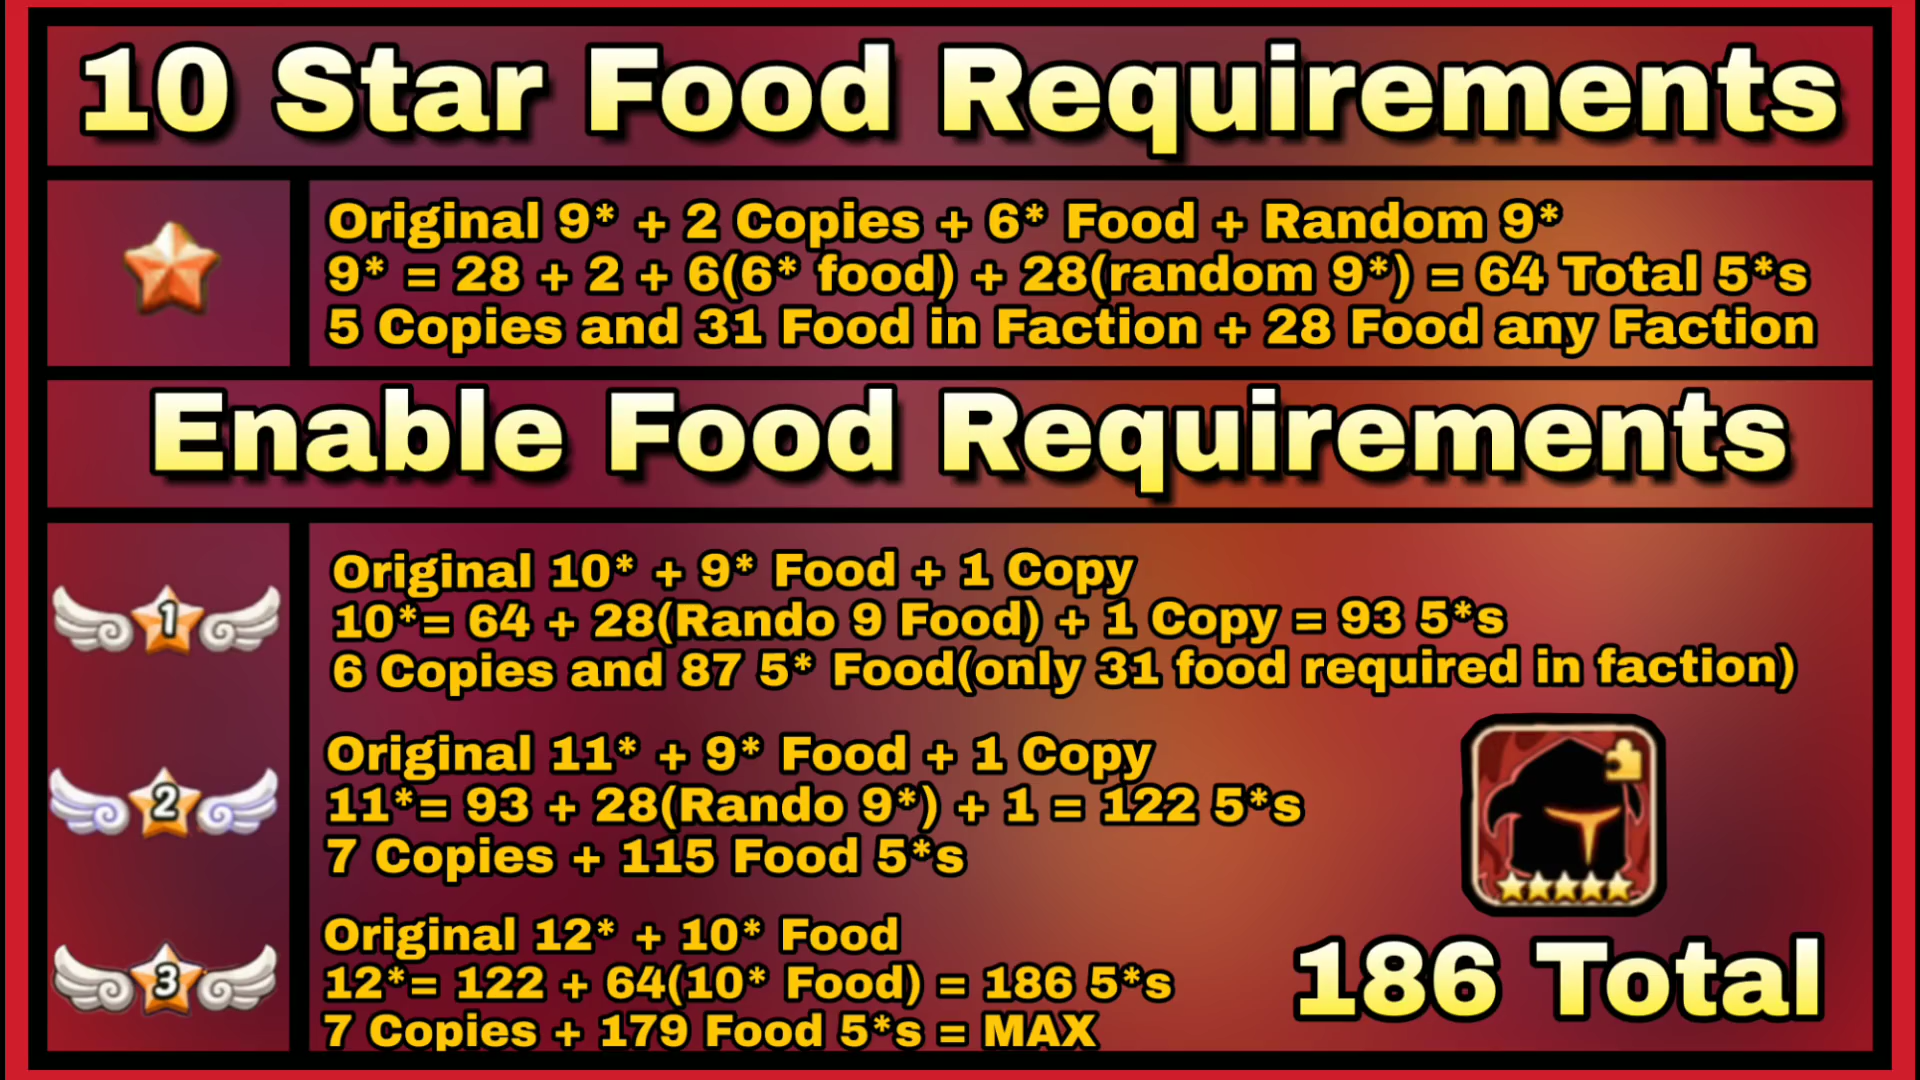 10 Star Food Requirements
Original 9* + 2 Copies + 6* Food + Random 9*
9* = 28 + 2 + 6(6* food) + 28(random 9*) = 64 Total 5*s
5 Copies and 31 Food in Faction + 28 Food any Faction
Enable Food Requirements
1
Original 10* + 9* Food + 1 Copy
10*= 64 + 28(Rando 9 Food) + 1 Copy = 93 5*s
6 Copies and 87 5* Food(only 31 food required in faction)
2
Original 11* + 9* Food + 1 Copy
11*= 93 + 28(Rando 9*) + 1 = 122 5*s
7 Copies + 115 Food 5*s
3
Original 12* + 10* Food
12*= 122 + 64(10* Food) = 186 5*s
7 Copies + 179 Food 5*s = MAX
186 Total